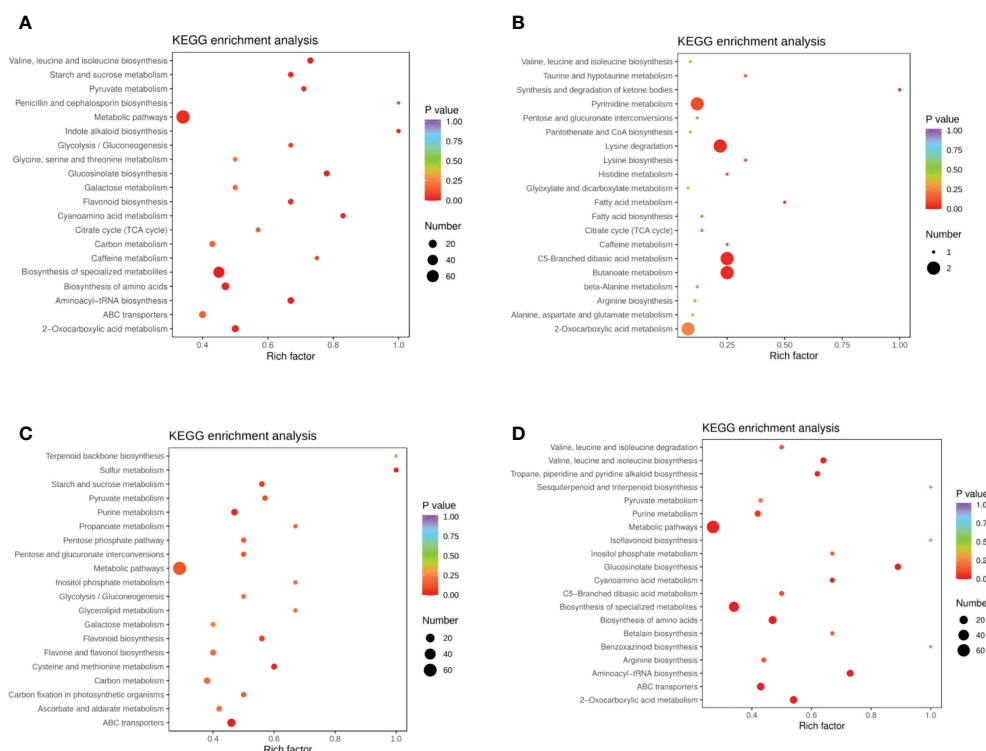 A
KEGG enrichment analysis
Valine, leucine and isoleucine biosynthesis
Starch and sucrose metabolism
Pyruvate metabolism
Penicillin and cephalosporin biosynthesis
Metabolic pathways
Indole alkaloid biosynthesis
Glycolysis / Gluconeogenesis
Glycine, serine and threonine metabolism
Glucosinolate biosynthesis
Galactose metabolism
Flavonoid biosynthesis
Cyanoamino acid metabolism
Citrate cycle (TCA cycle)
Carbon metabolism
Caffeine metabolism
Biosynthesis of specialized metabolites
Biosynthesis of amino acids
Aminoacyl−tRNA biosynthesis
ABC transporters
2−Oxocarboxylic acid metabolism
0.4 0.6 0.8 1.0
Rich factor
P value
1.00
0.75
0.50
0.25
0.00
Number
20
40
60
B
KEGG enrichment analysis
Valine, leucine and isoleucine biosynthesis
Taurine and hypotaurine metabolism
Synthesis and degradation of ketone bodies
Pyrimidine metabolism
Pentose and glucuronate interconversions
Pantothenate and CoA biosynthesis
Lysine degradation
Lysine biosynthesis
Histidine metabolism
Glyoxylate and dicarboxylate metabolism
Fatty acid metabolism
Fatty acid biosynthesis
Citrate cycle (TCA cycle)
Caffeine metabolism
C5−Branched dibasic acid metabolism
Butanoate metabolism
beta−Alanine metabolism
Arginine biosynthesis
Alanine, aspartate and glutamate metabolism
2−Oxocarboxylic acid metabolism
0.25 0.50 0.75 1.00
Rich factor
P value
1.00
0.75
0.50
0.25
0.00
Number
1
2
C
KEGG enrichment analysis
Terpenoid backbone biosynthesis
Sulfur metabolism
Starch and sucrose metabolism
Pyruvate metabolism
Purine metabolism
Propanoate metabolism
Pentose phosphate pathway
Pentose and glucuronate interconversions
Metabolic pathways
Inositol phosphate metabolism
Glycolysis / Gluconeogenesis
Glycerolipid metabolism
Galactose metabolism
Flavonoid biosynthesis
Flavone and flavonol biosynthesis
Cysteine and methionine metabolism
Carbon metabolism
Carbon fixation in photosynthetic organisms
Ascorbate and aldarate metabolism
ABC transporters
0.4 0.6 0.8 1.0
Rich factor
P value
1.00
0.75
0.50
0.25
0.00
Number
20
40
60
D
KEGG enrichment analysis
Valine, leucine and isoleucine degradation
Valine, leucine and isoleucine biosynthesis
Tropane, piperidine and pyridine alkaloid biosynthesis
Sesquiterpenoid and triterpenoid biosynthesis
Pyruvate metabolism
Purine metabolism
Metabolic pathways
Isoflavonoid biosynthesis
Inositol phosphate metabolism
Glucosinolate biosynthesis
Cyanoamino acid metabolism
C5−Branched dibasic acid metabolism
Biosynthesis of specialized metabolites
Biosynthesis of amino acids
Betalain biosynthesis
Benzoxazinoid biosynthesis
Arginine biosynthesis
Aminoacyl−tRNA biosynthesis
ABC transporters
2−Oxocarboxylic acid metabolism
0.4 0.6 0.8 1.0
Rich factor
P value
1.00
0.75
0.50
0.25
0.00
Number
20
40
60